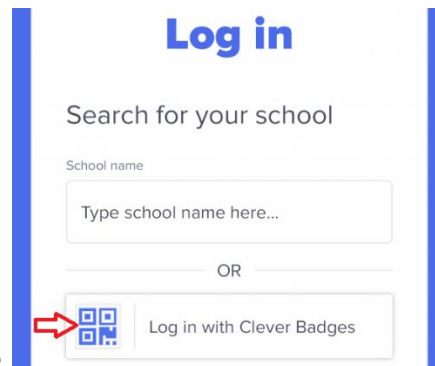 Log in
Search for your school
School name
Type school name here...
OR
Log in with Clever Badges